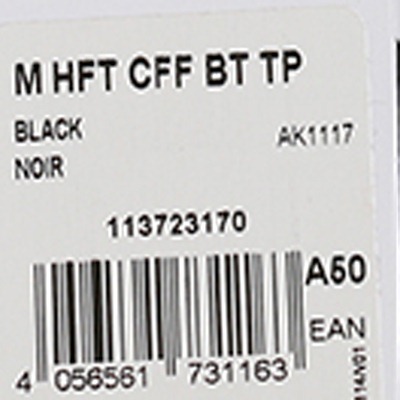 M HFT CFF BT TP
BLACK
AK1117
NOIR
113723170
A50
EAN
4 056561 731163